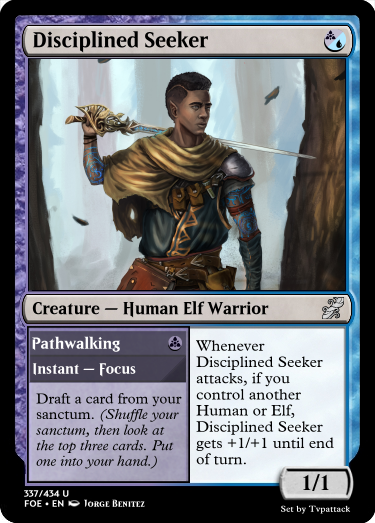 Disciplined Seeker
Creature — Human Elf Warrior
Pathwalking
Instant — Focus
Draft a card from your
sanctum. (Shuffle your
sanctum, then look at
the top three cards. Put
one into your hand.)
Whenever
Disciplined Seeker
attacks, if you
control another
Human or Elf,
Disciplined Seeker
gets +1/+1 until end
of turn.
1/1
337/434 U
FOE • EN Jorge Benitez
Set by Tvpattack